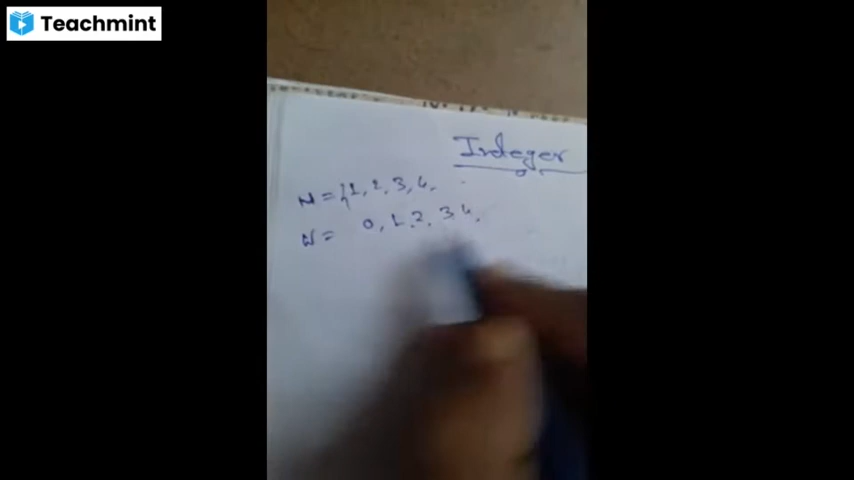 Teachmint
Integer
N = {1, 2, 3, 4,
W = 0, 1, 2, 3, 4,